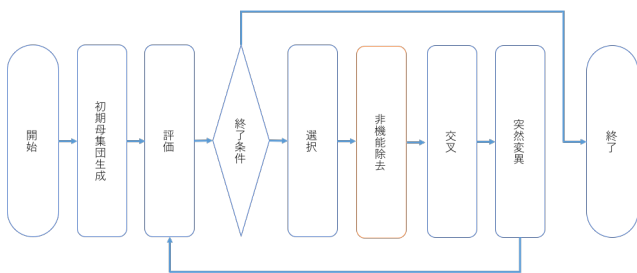 開始
初期母集団生成
評価
終了条件
選択
非機能除去
交叉
突然変異
終了